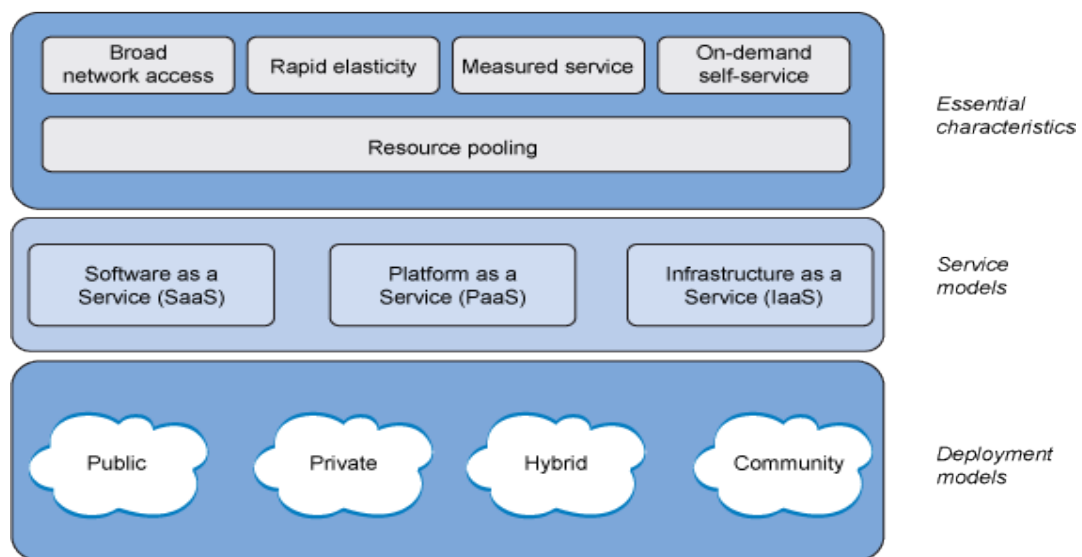 Broad
network access
Rapid elasticity
Measured service
On-demand
self-service
Resource pooling
Essential
characteristics
Software as a
Service (SaaS)
Platform as a
Service (PaaS)
Infrastructure as a
Service (IaaS)
Service
models
Public
Private
Hybrid
Community
Deployment
models